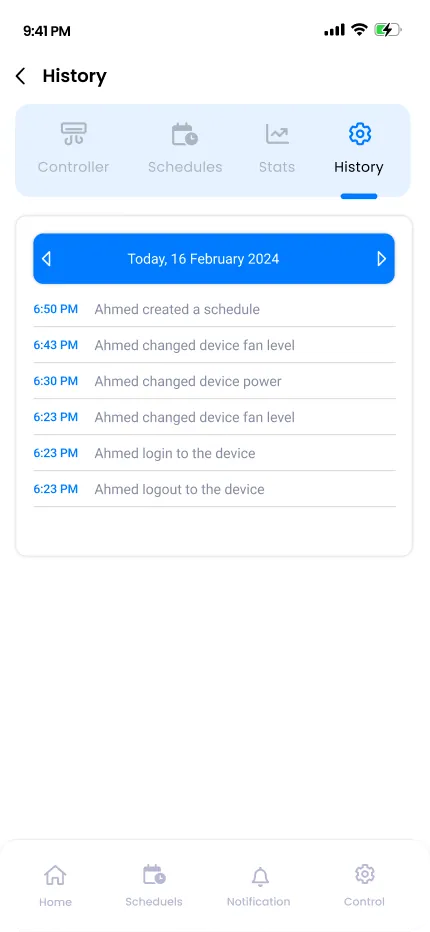 9:41 PM
History
Controller Schedules Stats History
Today, 16 February 2024
6:50 PM Ahmed created a schedule
6:43 PM Ahmed changed device fan level
6:30 PM Ahmed changed device power
6:23 PM Ahmed changed device fan level
6:23 PM Ahmed login to the device
6:23 PM Ahmed logout to the device
Home Scheduels Notification Control